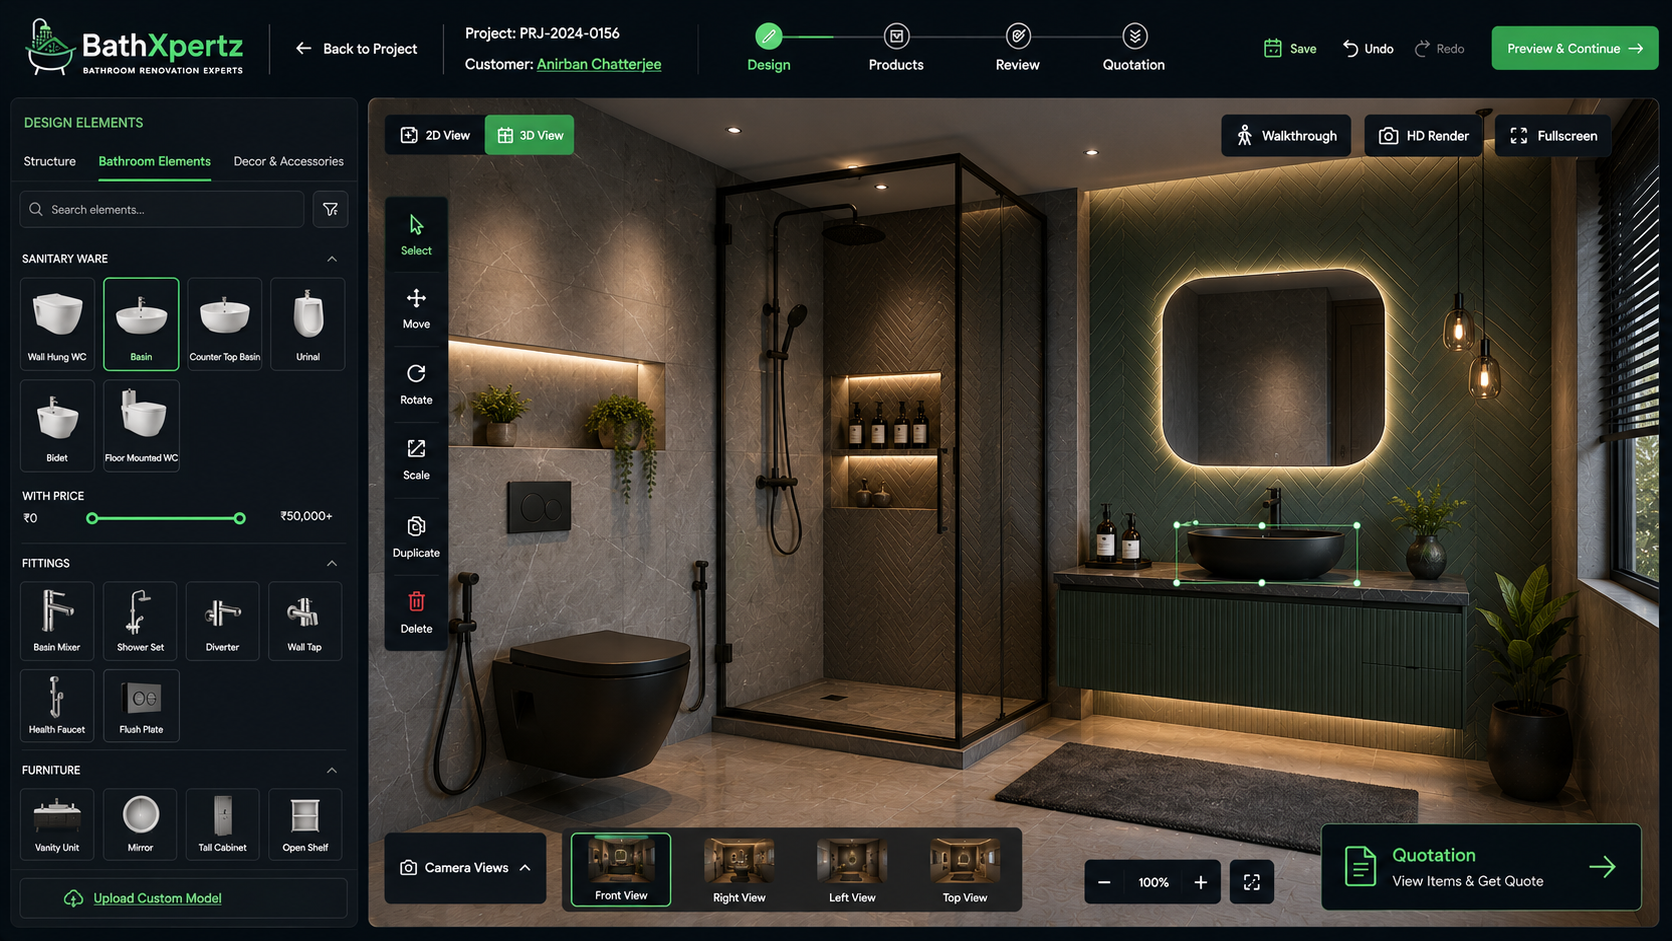 BathXpertz
BATHROOM RENOVATION EXPERTS
Back to Project
Project: PRJ-2024-0156
Customer: Anirban Chatterjee
Design
Products
Review
Quotation
Save
Undo
Redo
Preview & Continue
DESIGN ELEMENTS
Structure
Bathroom Elements
Decor & Accessories
Search elements...
SANITARY WARE
Wall Hung WC
Basin
Counter Top Basin
Urinal
Bidet
Floor Mounted WC
WITH PRICE
₹0
₹50,000+
FITTINGS
Basin Mixer
Shower Set
Diverter
Wall Tap
Health Faucet
Flush Plate
FURNITURE
Vanity Unit
Mirror
Tall Cabinet
Open Shelf
Upload Custom Model
2D View
3D View
Walkthrough
HD Render
Fullscreen
Select
Move
Rotate
Scale
Duplicate
Delete
Camera Views
Front View
Right View
Left View
Top View
100%
Quotation
View Items & Get Quote